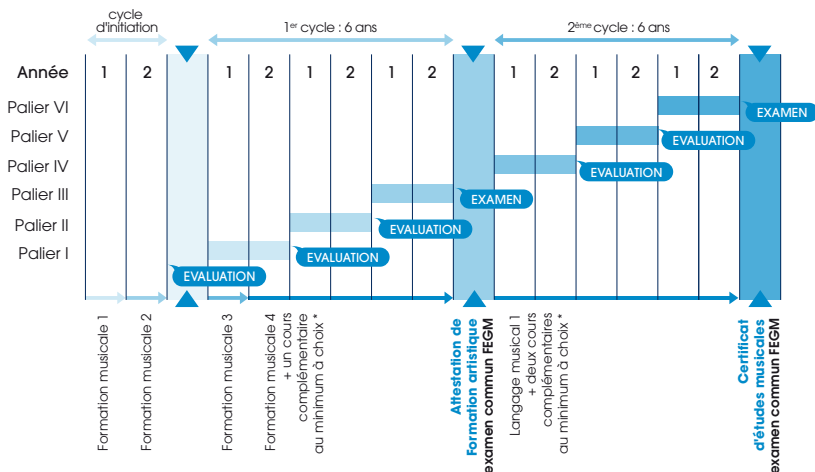 cycle
d'initiation
1er cycle : 6 ans
2ème cycle : 6 ans
Année 1 2 1 2 1 2 1 2 1 2 1 2 1 2
Palier VI
EXAMEN
Palier V
EVALUATION
Palier IV
EVALUATION
Palier III
EXAMEN
Palier II
EVALUATION
Palier I
EVALUATION
EVALUATION
Formation musicale 1
Formation musicale 2
Formation musicale 3
Formation musicale 4
+ un cours
complémentaire
au minimum à choix *
Attestation de
Formation artistique
examen commun FEGM
Langage musical 1
+ deux cours
complémentaires
au minimum à choix *
Certificat
d'études musicales
examen commun FEGM